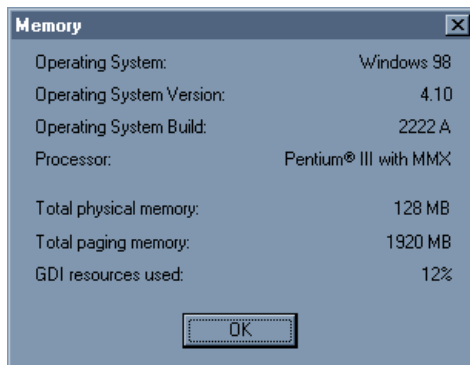 Memory
Operating System: Windows 98
Operating System Version: 4.10
Operating System Build: 2222 A
Processor: Pentium® III with MMX
Total physical memory: 128 MB
Total paging memory: 1920 MB
GDI resources used: 12%
OK